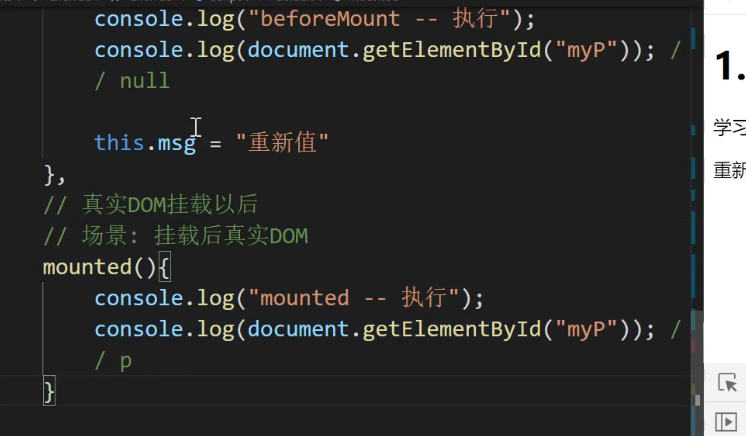 console.log("beforeMount -- 执行");
console.log(document.getElementById("myP")); /
/ null
this.msg = "重新值"
},
// 真实DOM挂载以后
// 场景: 挂载后真实DOM
mounted(){
console.log("mounted -- 执行");
console.log(document.getElementById("myP")); /
/ p
}
1.
学习
重新